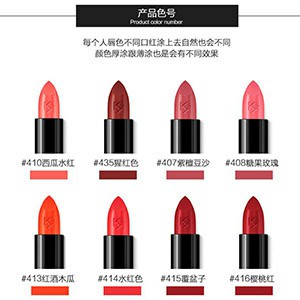 产品色号
Product color number
每个人唇色不同口红涂上去自然也会不同
颜色厚涂跟薄涂也是会有不同效果
#410西瓜水红 #435猩红色 #407紫檀豆沙 #408糖果玫瑰
#413红酒木瓜 #414水红色 #415覆盆子 #416樱桃红